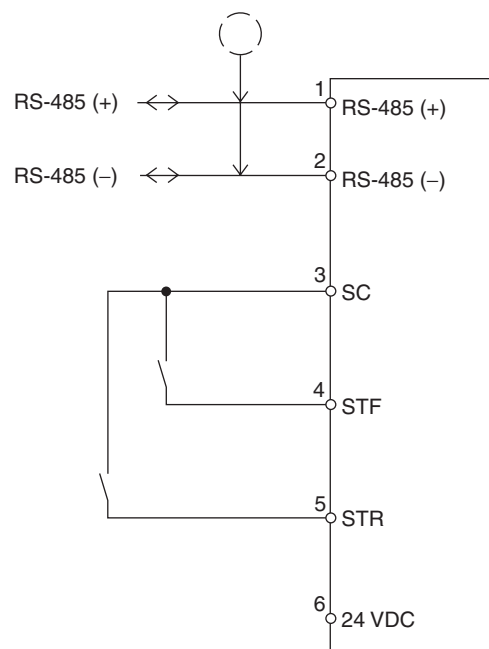 1
RS-485 (+) RS-485 (+)
2
RS-485 (−) RS-485 (−)
3
SC
4
STF
5
STR
6
24 VDC